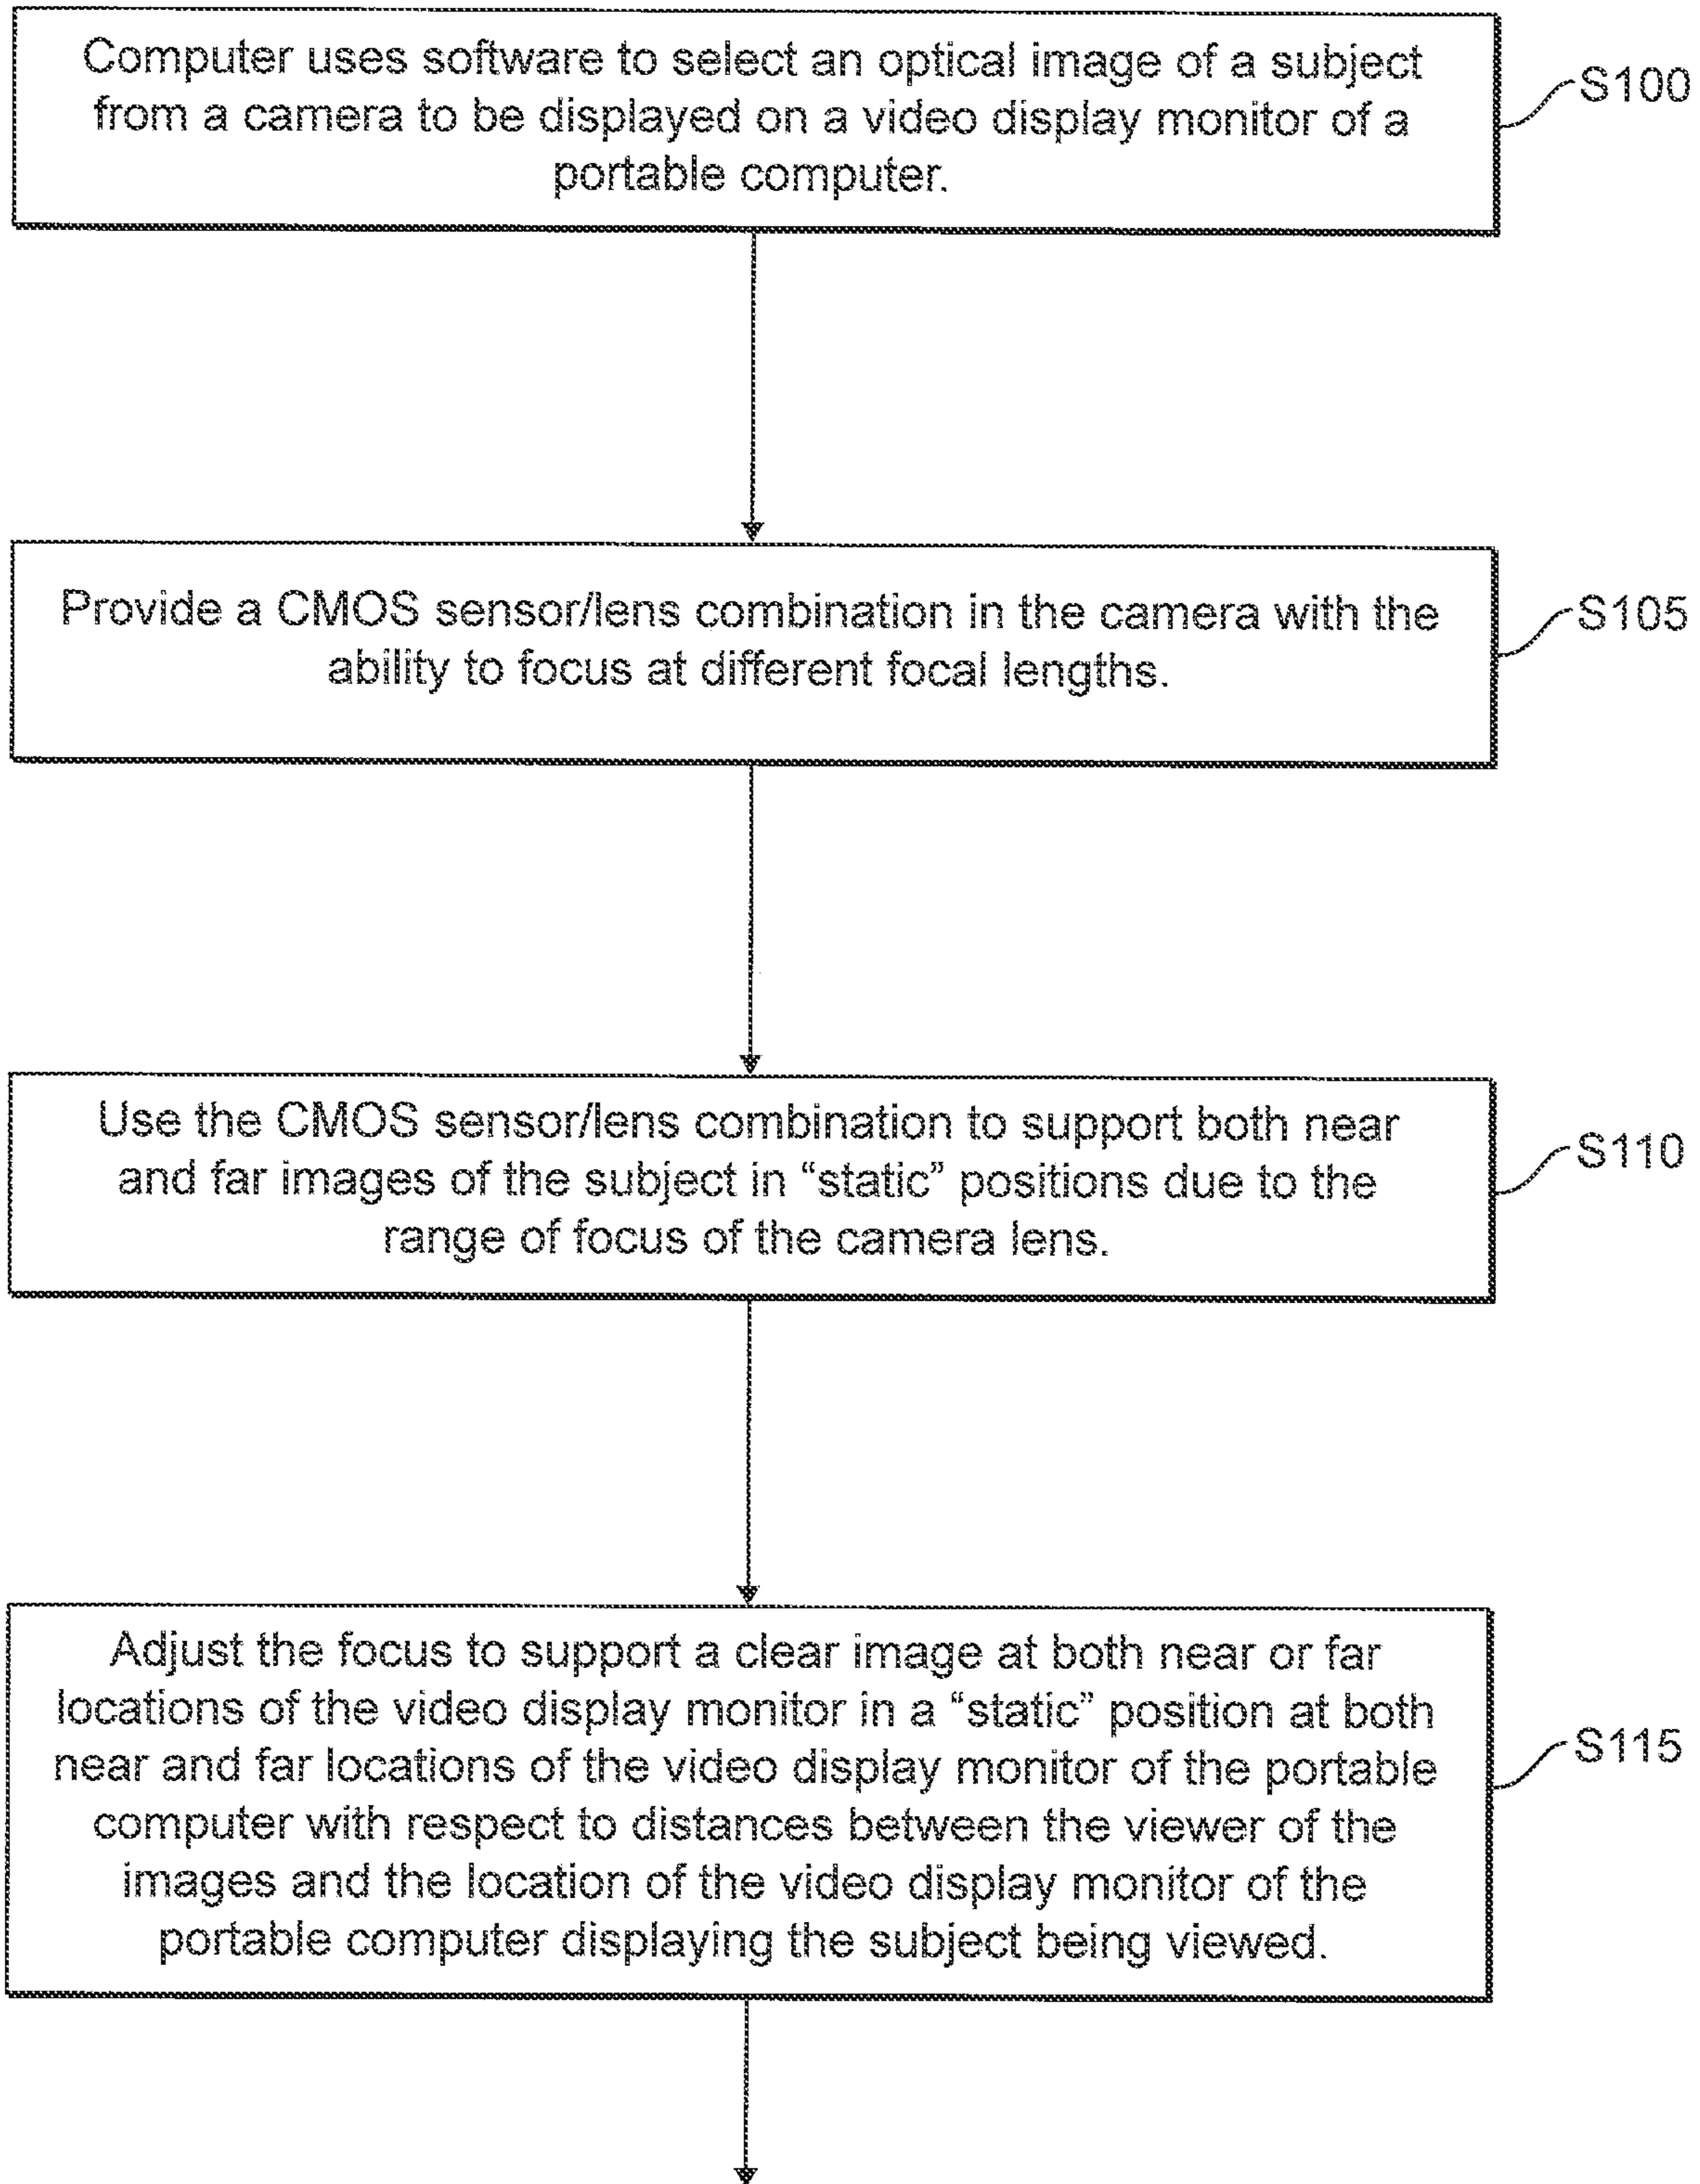 Computer uses software to select an optical image of a subject
from a camera to be displayed on a video display monitor of a
portable computer.
S100
Provide a CMOS sensor/lens combination in the camera with the
ability to focus at different focal lengths.
S105
Use the CMOS sensor/lens combination to support both near
and far images of the subject in “static” positions due to the
range of focus of the camera lens.
S110
Adjust the focus to support a clear image at both near or far
locations of the video display monitor in a “static” position at both
near and far locations of the video display monitor of the portable
computer with respect to distances between the viewer of the
images and the location of the video display monitor of the
portable computer displaying the subject being viewed.
S115